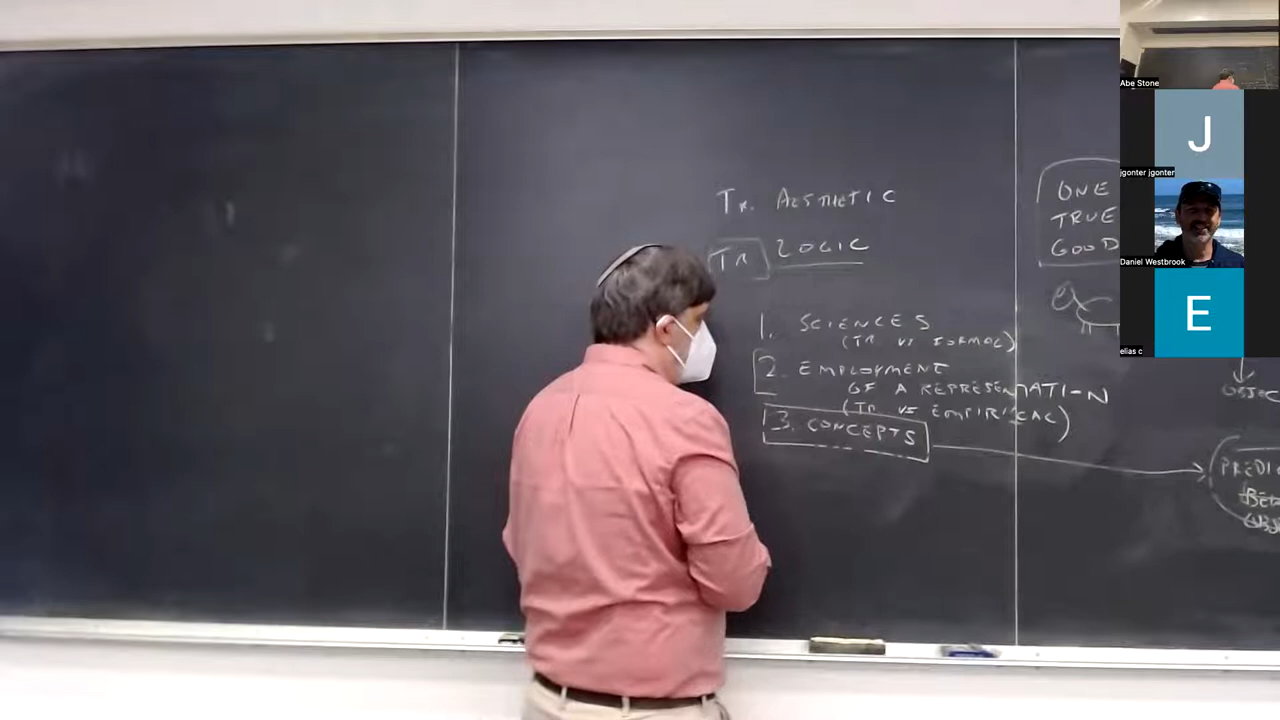 Tr. AESTHETIC
TR LOGIC
1. SCIENCES
(TR VS FORMAL)
2. EMPLOYMENT
OF A REPRESENTATION
(TR VS EMPIRICAL)
3. CONCEPTS
ONE
TRUE
GOOD
OBJEC
PREDI
Abe Stone
J
jgonter jgonter
Daniel Westbrook
E
elias c